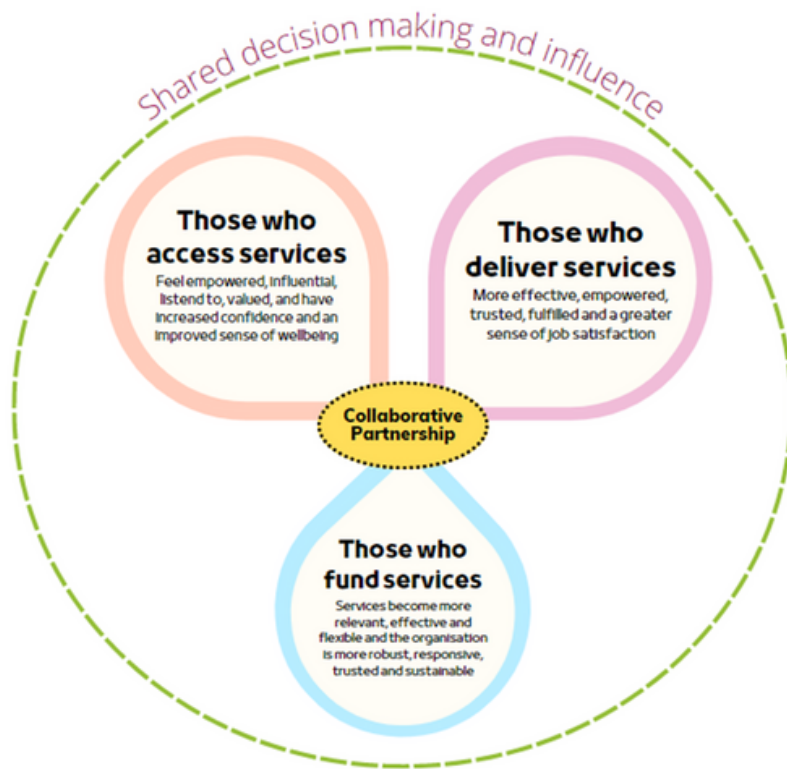 Shared decision making and influence
Those who
access services
Feel empowered, influential,
listend to, valued, and have
increased confidence and an
improved sense of wellbeing
Those who
deliver services
More effective, empowered,
trusted, fulfilled and a greater
sense of job satisfaction
Collaborative
Partnership
Those who
fund services
Services become more
relevant, effective and
flexible and the organisation
is more robust, responsive,
trusted and sustainable